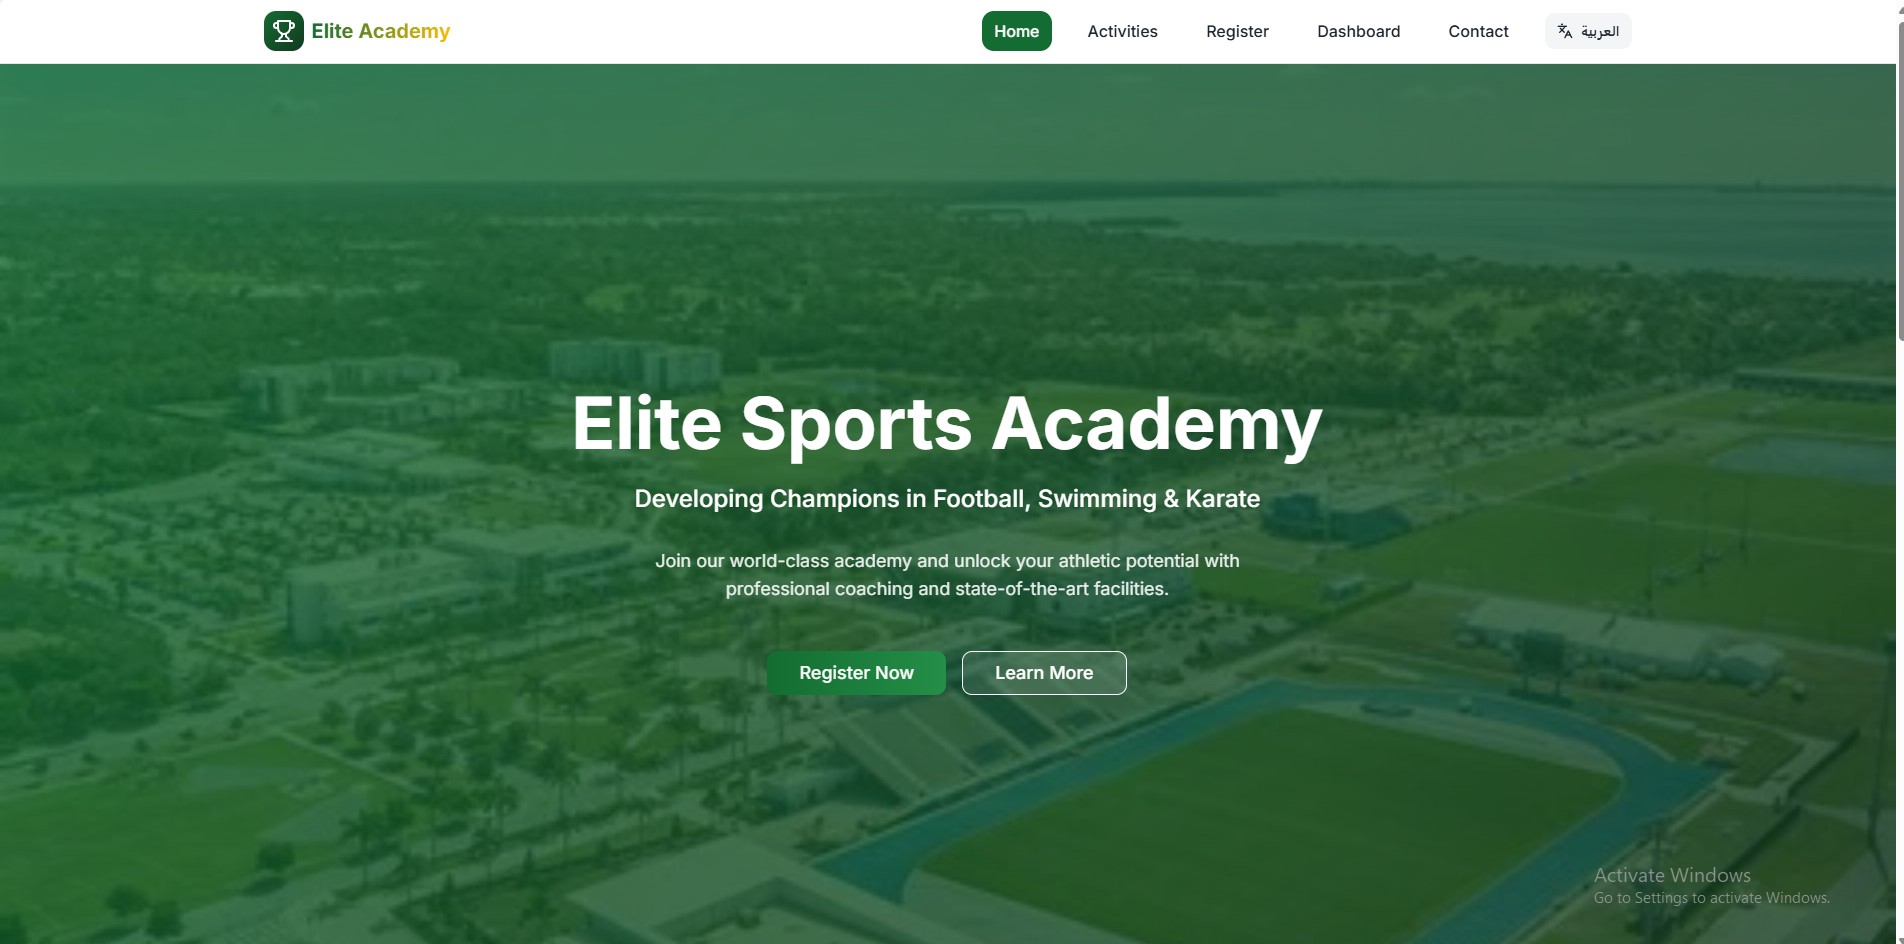 Elite Academy
Home
Activities
Register
Dashboard
Contact
العربية
Elite Sports Academy
Developing Champions in Football, Swimming & Karate
Join our world-class academy and unlock your athletic potential with
professional coaching and state-of-the-art facilities.
Register Now
Learn More
Activate Windows
Go to Settings to activate Windows.